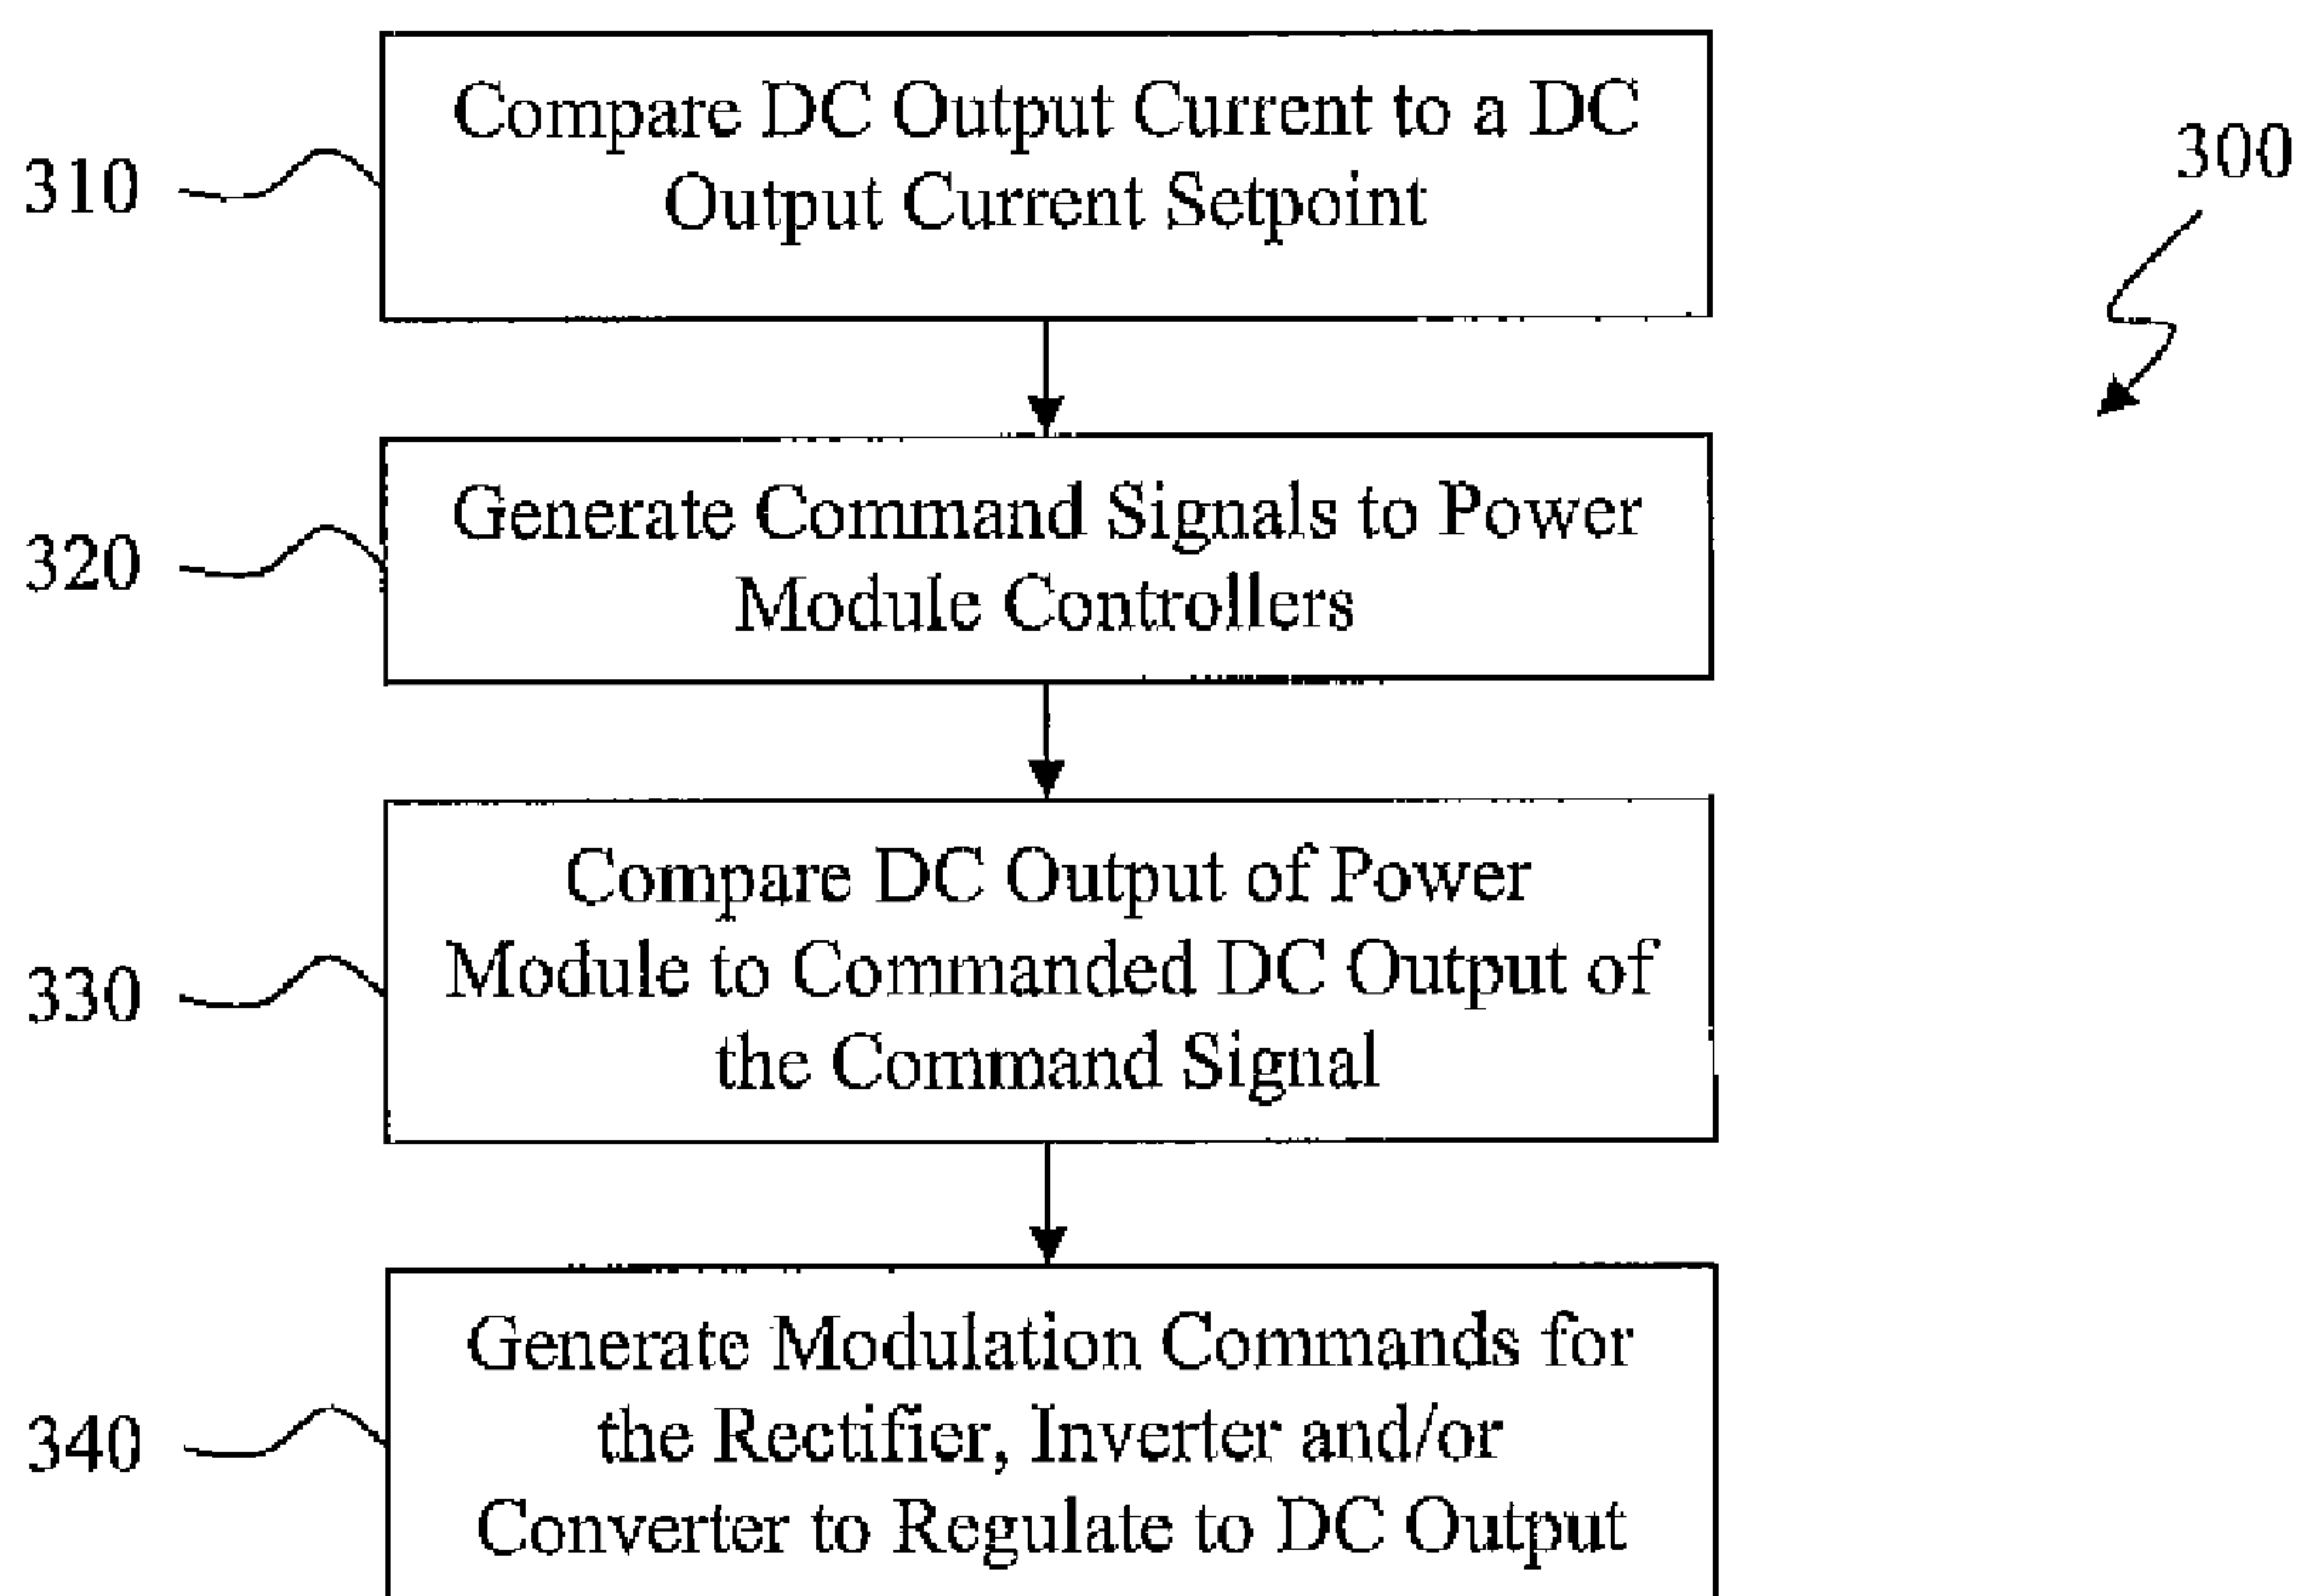 310
Compare DC Output Current to a DC
Output Current Setpoint
300
320
Generate Command Signals to Power
Module Controllers
330
Compare DC Output of Power
Module to Commanded DC Output of
the Command Signal
340
Generate Modulation Commands for
the Rectifier, Inverter and/or
Converter to Regulate to DC Output